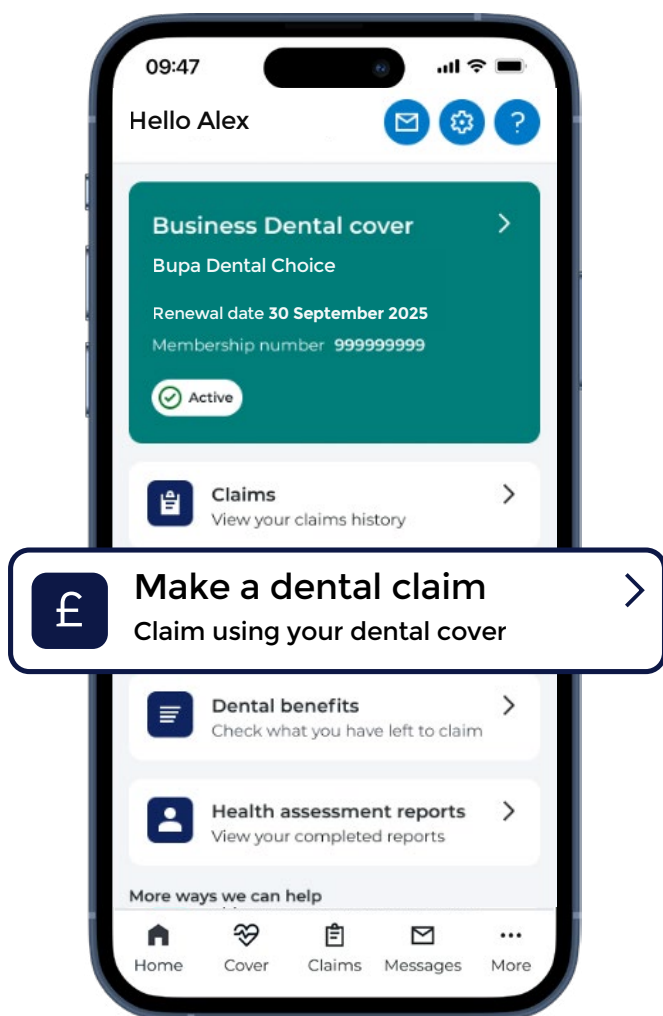 09:47
Hello Alex
?
Business Dental cover
Bupa Dental Choice
Renewal date 30 September 2025
Membership number 999999999
Active
Claims
View your claims history
£
Make a dental claim
Claim using your dental cover
Dental benefits
Check what you have left to claim
Health assessment reports
View your completed reports
More ways we can help
Home Cover Claims Messages More